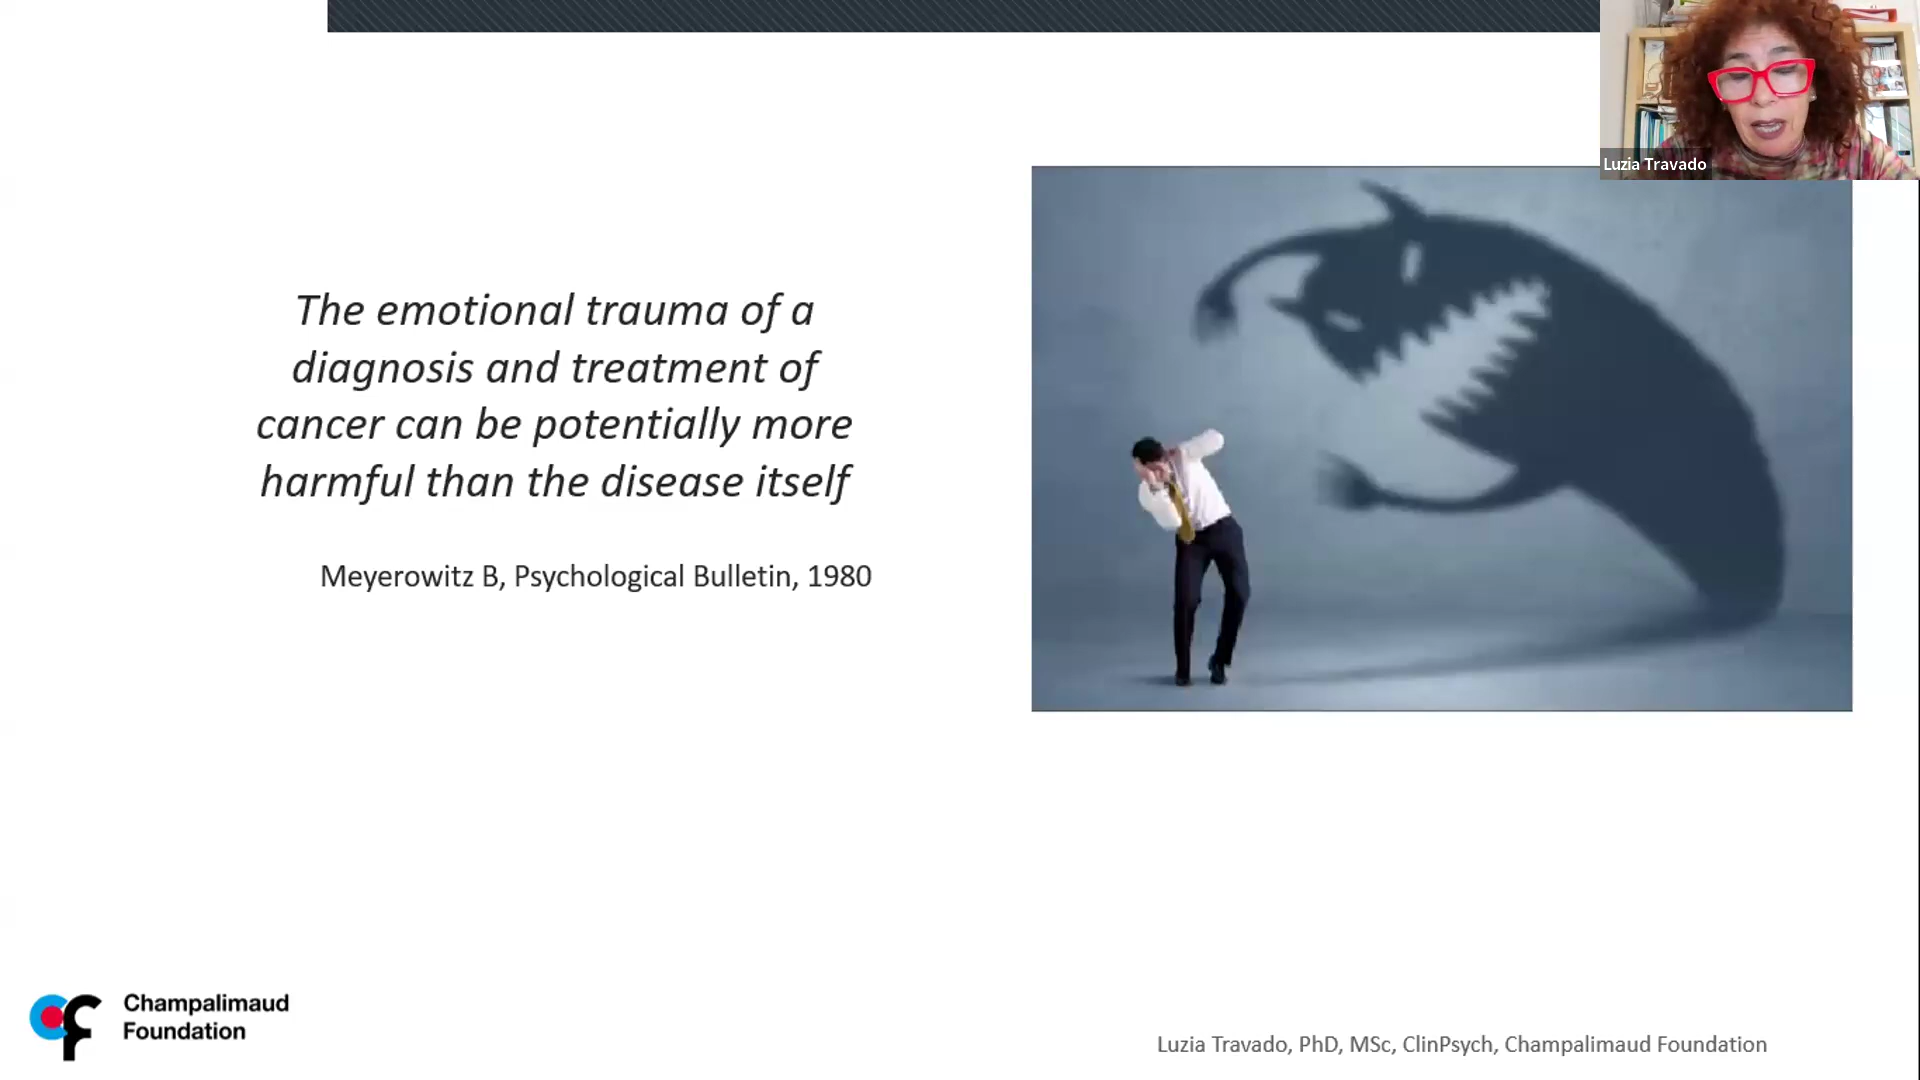 Luzia Travado
The emotional trauma of a
diagnosis and treatment of
cancer can be potentially more
harmful than the disease itself
Meyerowitz B, Psychological Bulletin, 1980
Champalimaud
Foundation
Luzia Travado, PhD, MSc, ClinPsych, Champalimaud Foundation